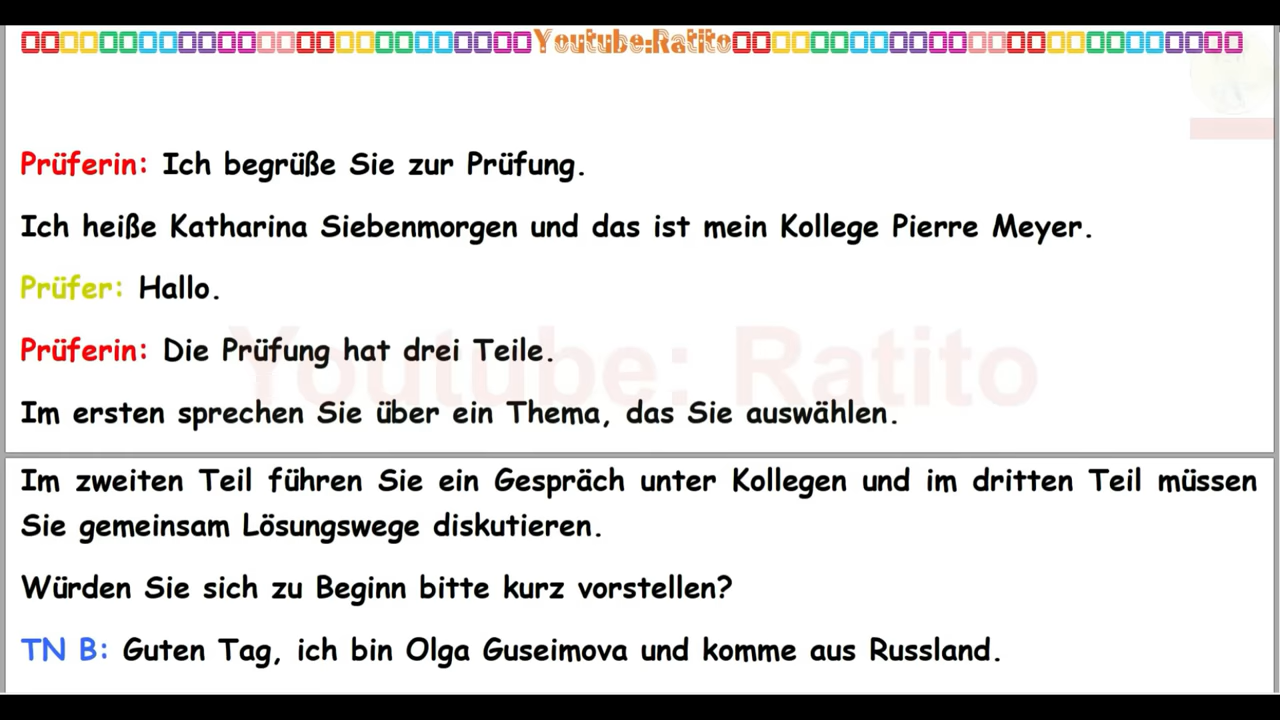 Youtube:Ratito
Prüferin: Ich begrüße Sie zur Prüfung.
Ich heiße Katharina Siebenmorgen und das ist mein Kollege Pierre Meyer.
Prüfer: Hallo.
Prüferin: Die Prüfung hat drei Teile.
Youtube: Ratito
Im ersten sprechen Sie über ein Thema, das Sie auswählen.
Im zweiten Teil führen Sie ein Gespräch unter Kollegen und im dritten Teil müssen
Sie gemeinsam Lösungswege diskutieren.
Würden Sie sich zu Beginn bitte kurz vorstellen?
TN B: Guten Tag, ich bin Olga Guseimova und komme aus Russland.